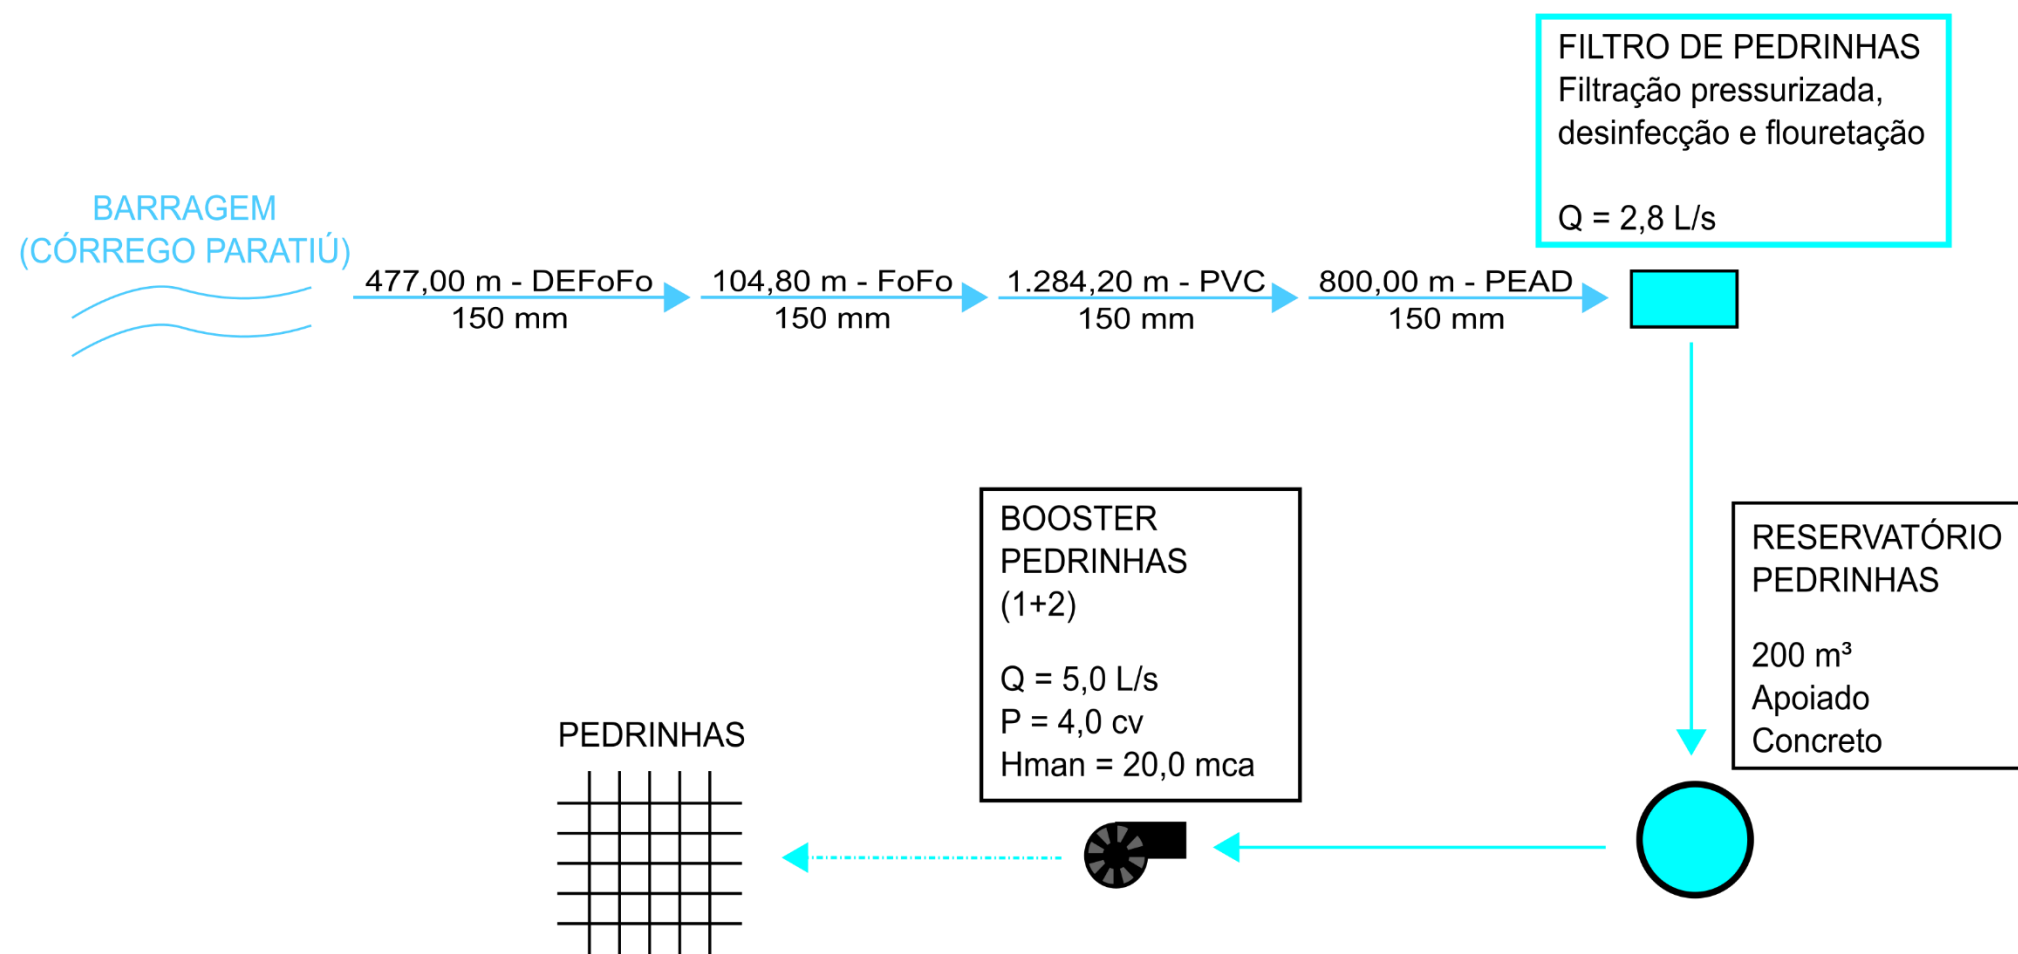 FILTRO DE PEDRINHAS
Filtração pressurizada,
desinfecção e flouretação
Q = 2,8 L/s
BARRAGEM
(CÓRREGO PARATIÚ)
477,00 m - DEFoFo
150 mm
104,80 m - FoFo
150 mm
1.284,20 m - PVC
150 mm
800,00 m - PEAD
150 mm
BOOSTER
PEDRINHAS
(1+2)
Q = 5,0 L/s
P = 4,0 cv
Hman = 20,0 mca
RESERVATÓRIO
PEDRINHAS
200 m³
Apoiado
Concreto
PEDRINHAS